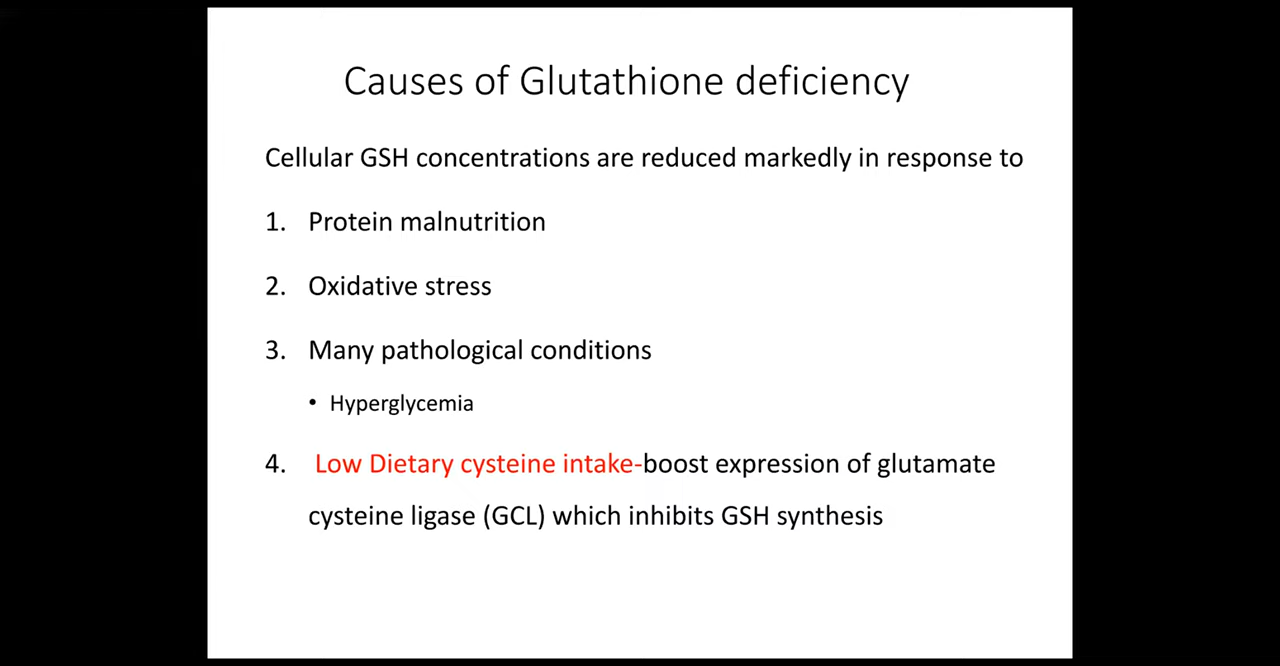 Causes of Glutathione deficiency
Cellular GSH concentrations are reduced markedly in response to
1. Protein malnutrition
2. Oxidative stress
3. Many pathological conditions
• Hyperglycemia
4. Low Dietary cysteine intake-boost expression of glutamate
cysteine ligase (GCL) which inhibits GSH synthesis